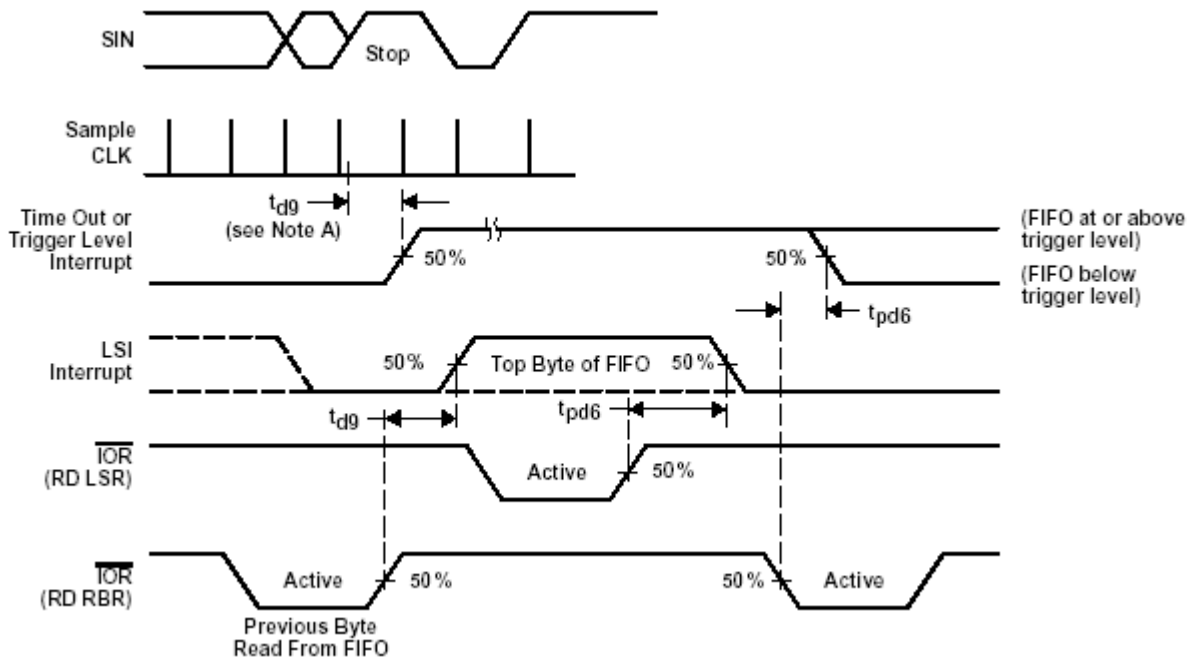 SIN
Stop
Sample
CLK
td9
(see Note A)
Time Out or
Trigger Level
Interrupt
50%
50%
(FIFO at or above
trigger level)
(FIFO below
trigger level)
tpd6
LSI
Interrupt
50%
Top Byte of FIFO
50%
td9
tpd6
IOR
(RD LSR)
Active
50%
IOR
(RD RBR)
Active
50%
50%
Active
Previous Byte
Read From FIFO